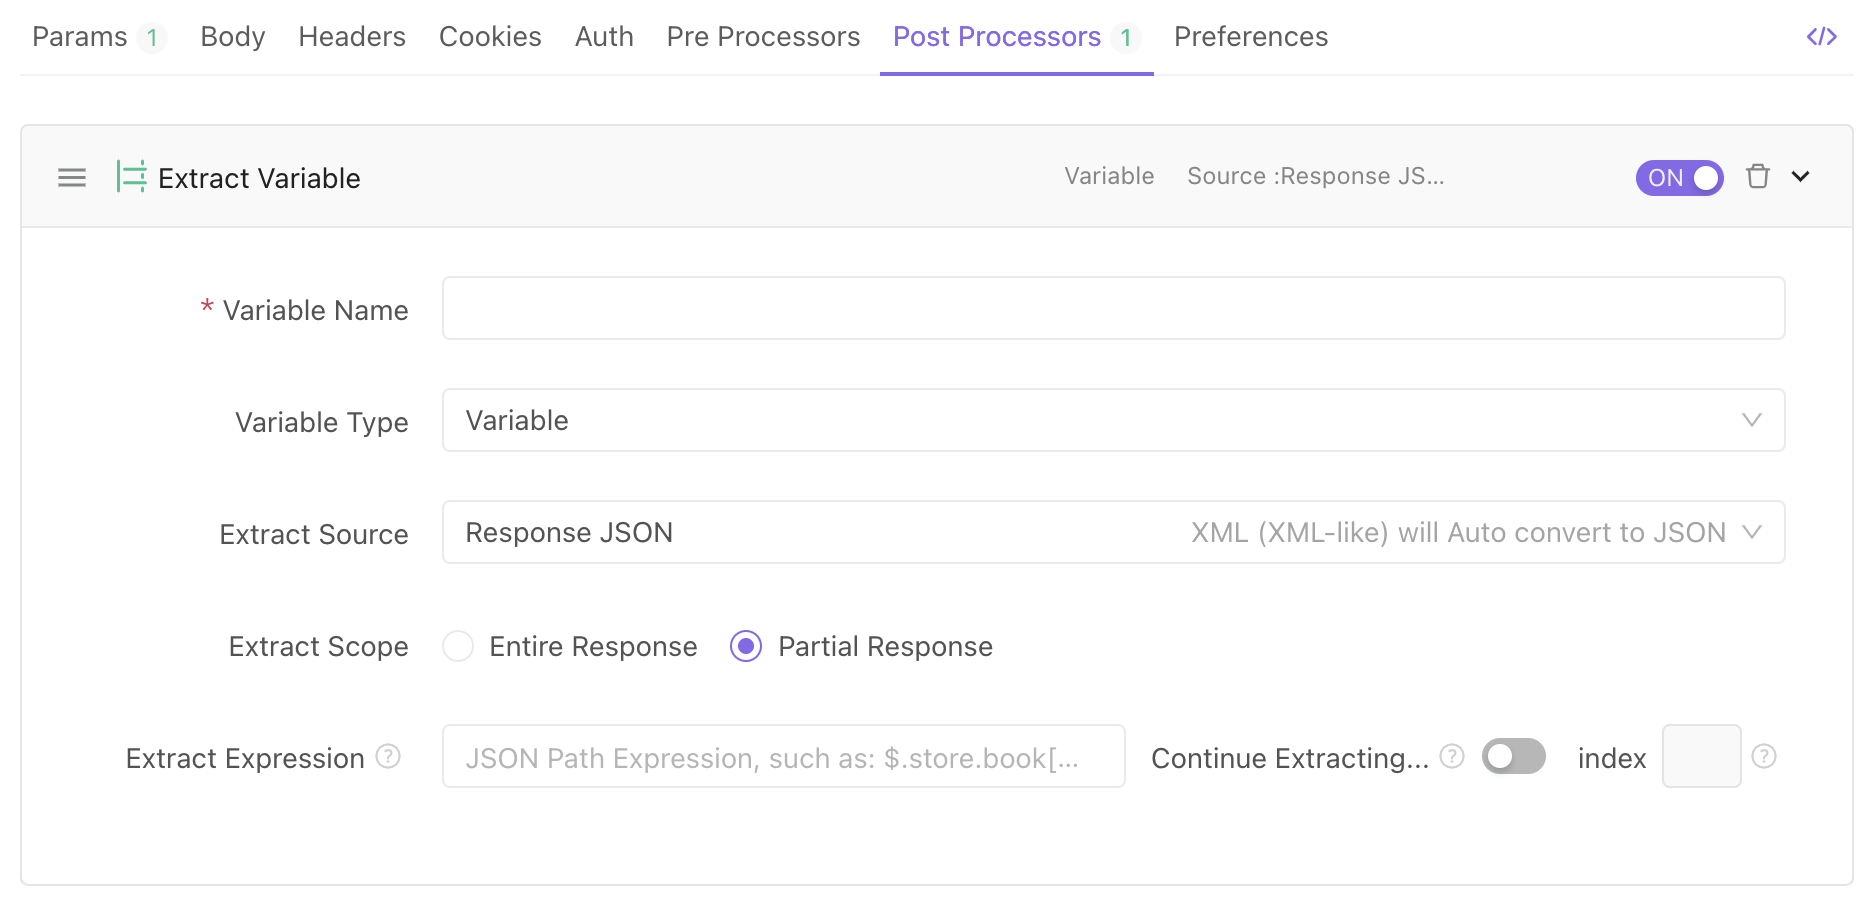 Params 1 Body Headers Cookies Auth Pre Processors Post Processors 1 Preferences </>
Extract Variable Variable Source :Response JS... ON
* Variable Name
Variable Type Variable
Extract Source Response JSON XML (XML-like) will Auto convert to JSON
Extract Scope Entire Response Partial Response
Extract Expression ? JSON Path Expression, such as: $.store.book[... Continue Extracting... ? index ?